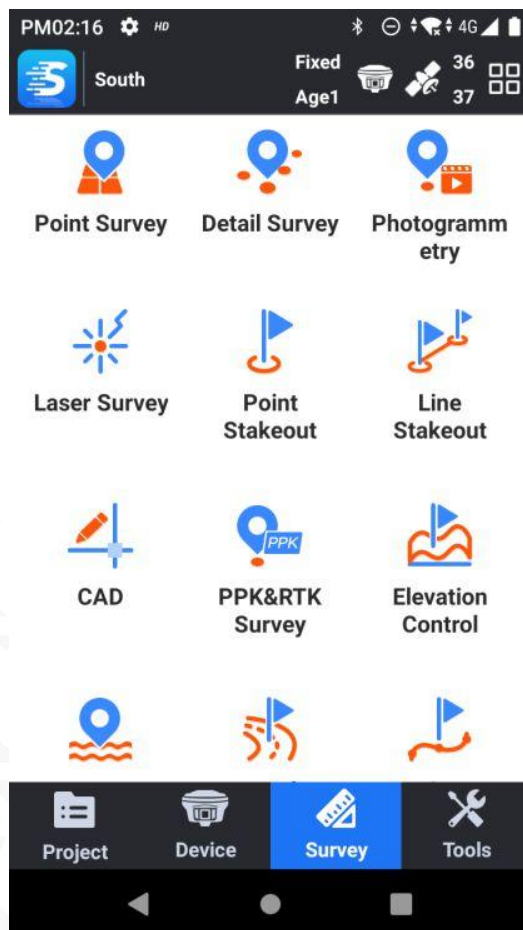 PM02:16 HD 4G
South Fixed 36
Age1 37
Point Survey Detail Survey Photogramm
etry
Laser Survey Point Line
Stakeout Stakeout
PPK
CAD PPK&RTK Elevation
Survey Control
Project Device Survey Tools